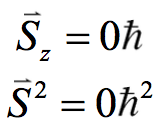 S⃗_z = 0ℏ
S⃗² = 0ℏ²